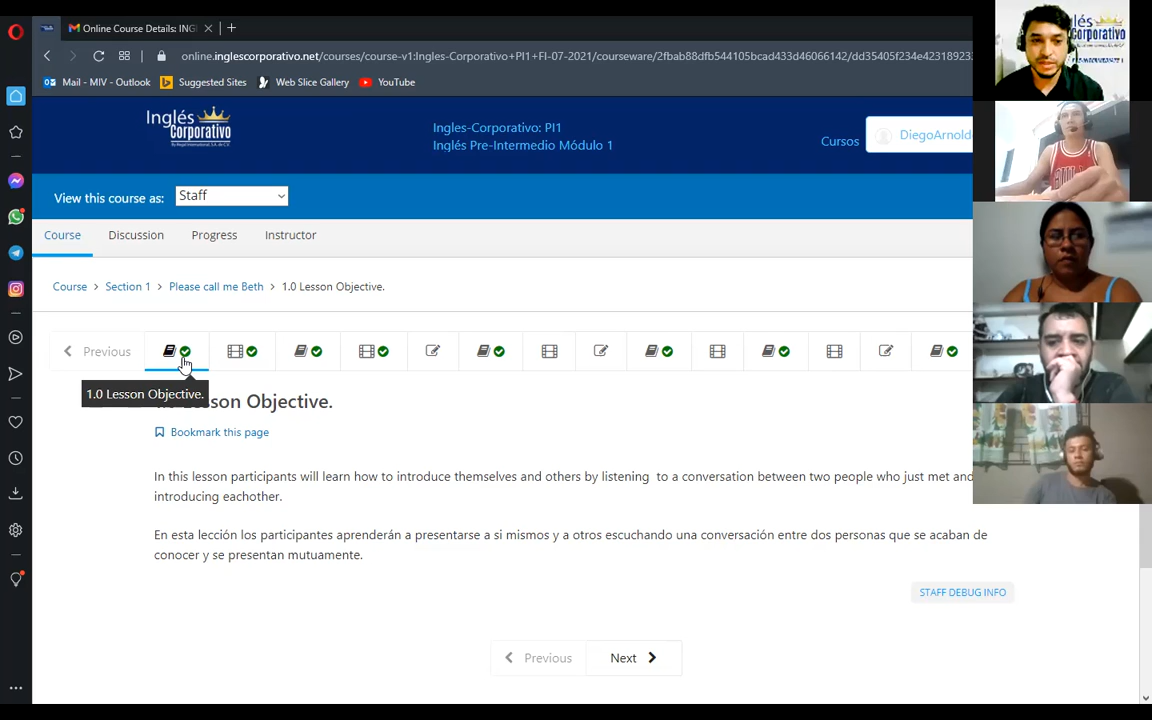 Online Course Details: ING
online.inglescorporativo.net/courses/course-v1:Ingles-Corporativo+PI1+FI-07-2021/courseware/2fbab88dfb544105bcad433d46066142/dd35405f234e42318923
Mail - MIV - Outlook
Suggested Sites
Web Slice Gallery
YouTube
Inglés
Corporativo
Ingles-Corporativo: PI1
Inglés Pre-Intermedio Módulo 1
Cursos
DiegoArnold
View this course as:
Staff
Course
Discussion
Progress
Instructor
Course > Section 1 > Please call me Beth > 1.0 Lesson Objective.
Previous
1.0 Lesson Objective.
sson Objective.
Bookmark this page
In this lesson participants will learn how to introduce themselves and others by listening to a conversation between two people who just met and
introducing eachother.
En esta lección los participantes aprenderán a presentarse a si mismos y a otros escuchando una conversación entre dos personas que se acaban de
conocer y se presentan mutuamente.
STAFF DEBUG INFO
Previous
Next